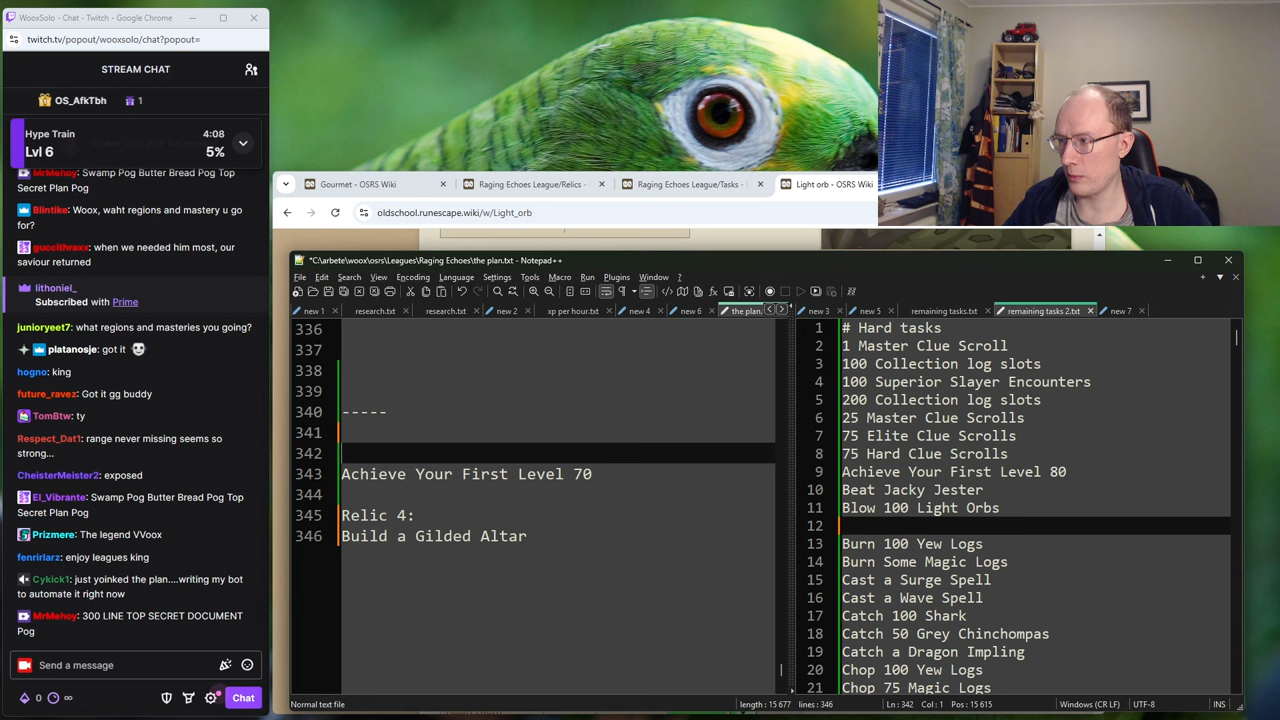 WooxSolo - Chat - Twitch - Google Chrome
twitch.tv/popout/wooxsolo/chat?popout=
STREAM CHAT
OS_AfkTbh 1
Hype Train 4:08
Lvl 6 5%
MrMehoy: Swamp Pog Butter Bread Pog Top
Secret Plan Pog
Blintike: Woox, waht regions and mastery u go
for?
guccithraxx: when we needed him most, our
saviour returned
lithoniel_
Subscribed with Prime
junioryeet7: what regions and masteries you going?
platanosje: got it
hogno: king
future_ravez: Got it gg buddy
TomBtw: ty
Respect_Dat1: range never missing seems so
strong...
CheisterMeister2: exposed
El_Vibrante: Swamp Pog Butter Bread Pog Top
Secret Plan Pog
Prizmere: The legend VVoox
fenrirlarz: enjoy leagues king
Cykick1: just yoinked the plan....writing my bot
to automate it right now
MrMehoy: 300 LINE TOP SECRET DOCUMENT
Pog
Send a message
0 ∞ Chat
Gourmet - OSRS Wiki
Raging Echoes League/Relics -
Raging Echoes League/Tasks -
Light orb - OSRS Wiki
oldschool.runescape.wiki/w/Light_orb
*C:\arbete\woox\osrs\Leagues\Raging Echoes\the plan.txt - Notepad++
File Edit Search View Encoding Language Settings Tools Macro Run Plugins Window ?
new 1 research.txt research.txt new 2 xp per hour.txt new 4 new 6 the plan.
new 3 new 5 remaining tasks.txt remaining tasks 2.txt new 7
336
337
338
339
340 -----
341
342
343 Achieve Your First Level 70
344
345 Relic 4:
346 Build a Gilded Altar
1 # Hard tasks
2 1 Master Clue Scroll
3 100 Collection log slots
4 100 Superior Slayer Encounters
5 200 Collection log slots
6 25 Master Clue Scrolls
7 75 Elite Clue Scrolls
8 75 Hard Clue Scrolls
9 Achieve Your First Level 80
10 Beat Jacky Jester
11 Blow 100 Light Orbs
12
13 Burn 100 Yew Logs
14 Burn Some Magic Logs
15 Cast a Surge Spell
16 Cast a Wave Spell
17 Catch 100 Shark
18 Catch 50 Grey Chinchompas
19 Catch a Dragon Impling
20 Chop 100 Yew Logs
21 Chop 75 Magic Logs
Normal text file length : 15 677 lines : 346 Ln : 342 Col : 1 Pos : 15 615 Windows (CR LF) UTF-8 INS